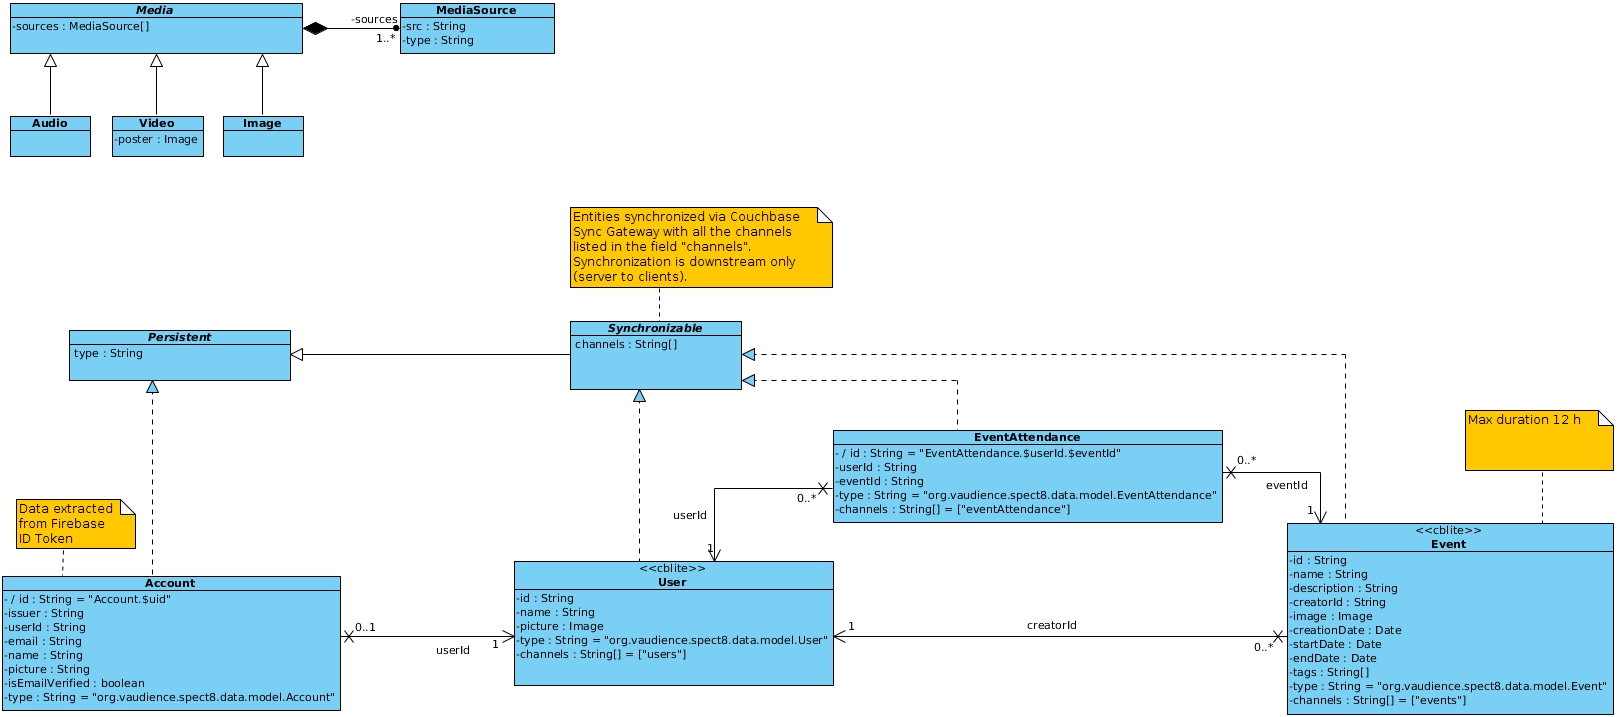 Media
-sources : MediaSource[]
-sources
1..*
MediaSource
-src : String
-type : String
Audio
Video
-poster : Image
Image
Entities synchronized via Couchbase
Sync Gateway with all the channels
listed in the field "channels".
Synchronization is downstream only
(server to clients).
Persistent
type : String
Synchronizable
channels : String[]
EventAttendance
- / id : String = "EventAttendance.$userId.$eventId"
-userId : String
-eventId : String
-type : String = "org.vaudience.spect8.data.model.EventAttendance"
-channels : String[] = ["eventAttendance"]
0..*
eventId
1
0..*
userId
1
Max duration 12 h
Data extracted
from Firebase
ID Token
Account
- / id : String = "Account.$uid"
-issuer : String
-userId : String
-email : String
-name : String
-picture : String
-isEmailVerified : boolean
-type : String = "org.vaudience.spect8.data.model.Account"
0..1
userId
1
<<cblite>>
User
-id : String
-name : String
-picture : Image
-type : String = "org.vaudience.spect8.data.model.User"
-channels : String[] = ["users"]
1
creatorId
0..*
<<cblite>>
Event
-id : String
-name : String
-description : String
-creatorId : String
-image : Image
-creationDate : Date
-startDate : Date
-endDate : Date
-tags : String[]
-type : String = "org.vaudience.spect8.data.model.Event"
-channels : String[] = ["events"]